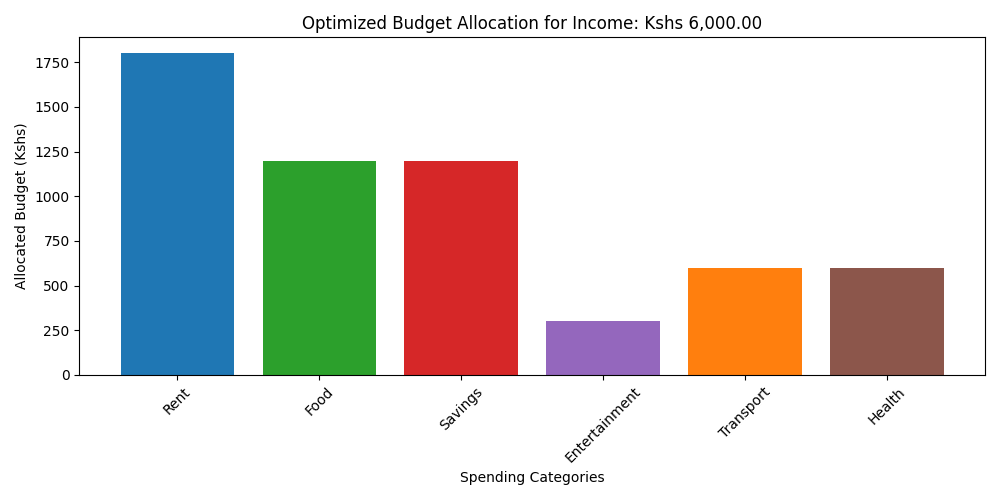 Optimized Budget Allocation for Income: Kshs 6,000.00
Allocated Budget (Kshs)
1750
1500
1250
1000
750
500
250
0
Rent
Food
Savings
Entertainment
Transport
Health
Spending Categories